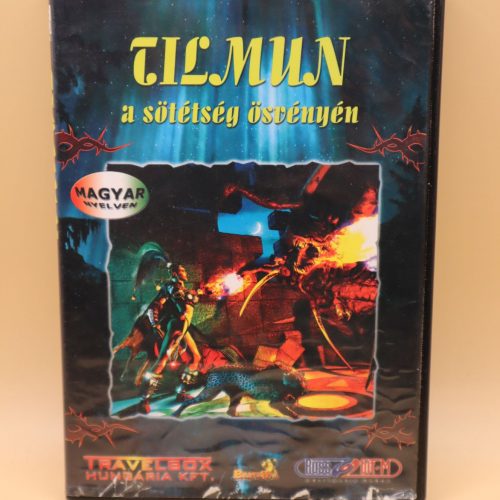 TILMUN
a sötétség ösvényén
MAGYAR
NYELVEN
TRAVELBOX
HUNGARIA KFT.